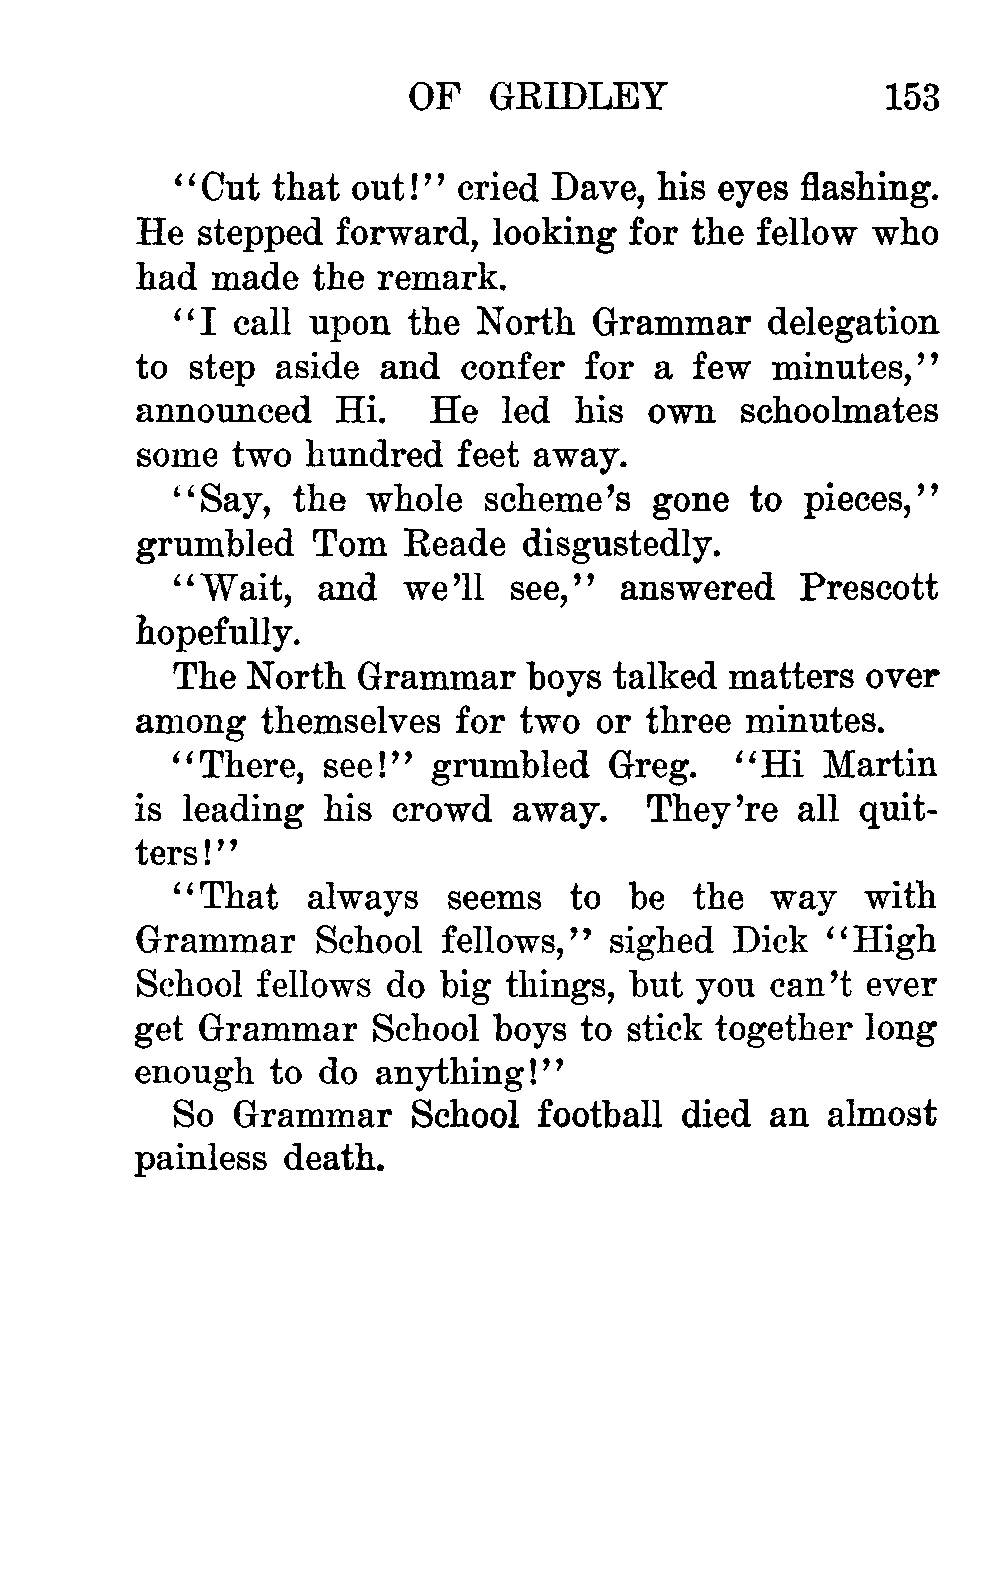 OF GRIDLEY 153
“Cut that out!” cried Dave, his eyes flashing.
He stepped forward, looking for the fellow who
had made the remark.
“I call upon the North Grammar delegation
to step aside and confer for a few minutes,”
announced Hi. He led his own schoolmates
some two hundred feet away.
“Say, the whole scheme’s gone to pieces,”
grumbled Tom Reade disgustedly.
“Wait, and we’ll see,” answered Prescott
hopefully.
The North Grammar boys talked matters over
among themselves for two or three minutes.
“There, see!” grumbled Greg. “Hi Martin
is leading his crowd away. They’re all quit-
ters!”
“That always seems to be the way with
Grammar School fellows,” sighed Dick “High
School fellows do big things, but you can’t ever
get Grammar School boys to stick together long
enough to do anything!”
So Grammar School football died an almost
painless death.